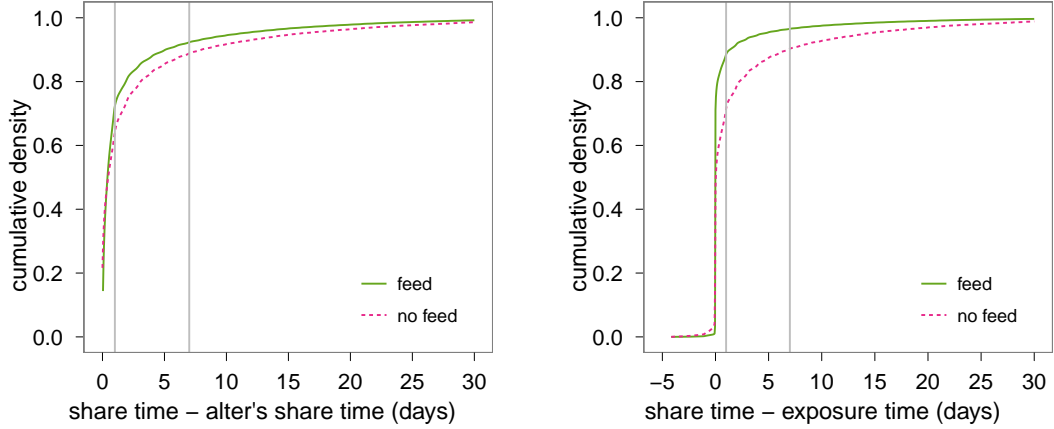 cumulative density
1.0
0.8
0.6
0.4
0.2
0.0
feed
no feed
0 5 10 15 20 25 30
share time − alter's share time (days)
cumulative density
1.0
0.8
0.6
0.4
0.2
0.0
feed
no feed
−5 0 5 10 15 20 25 30
share time − exposure time (days)